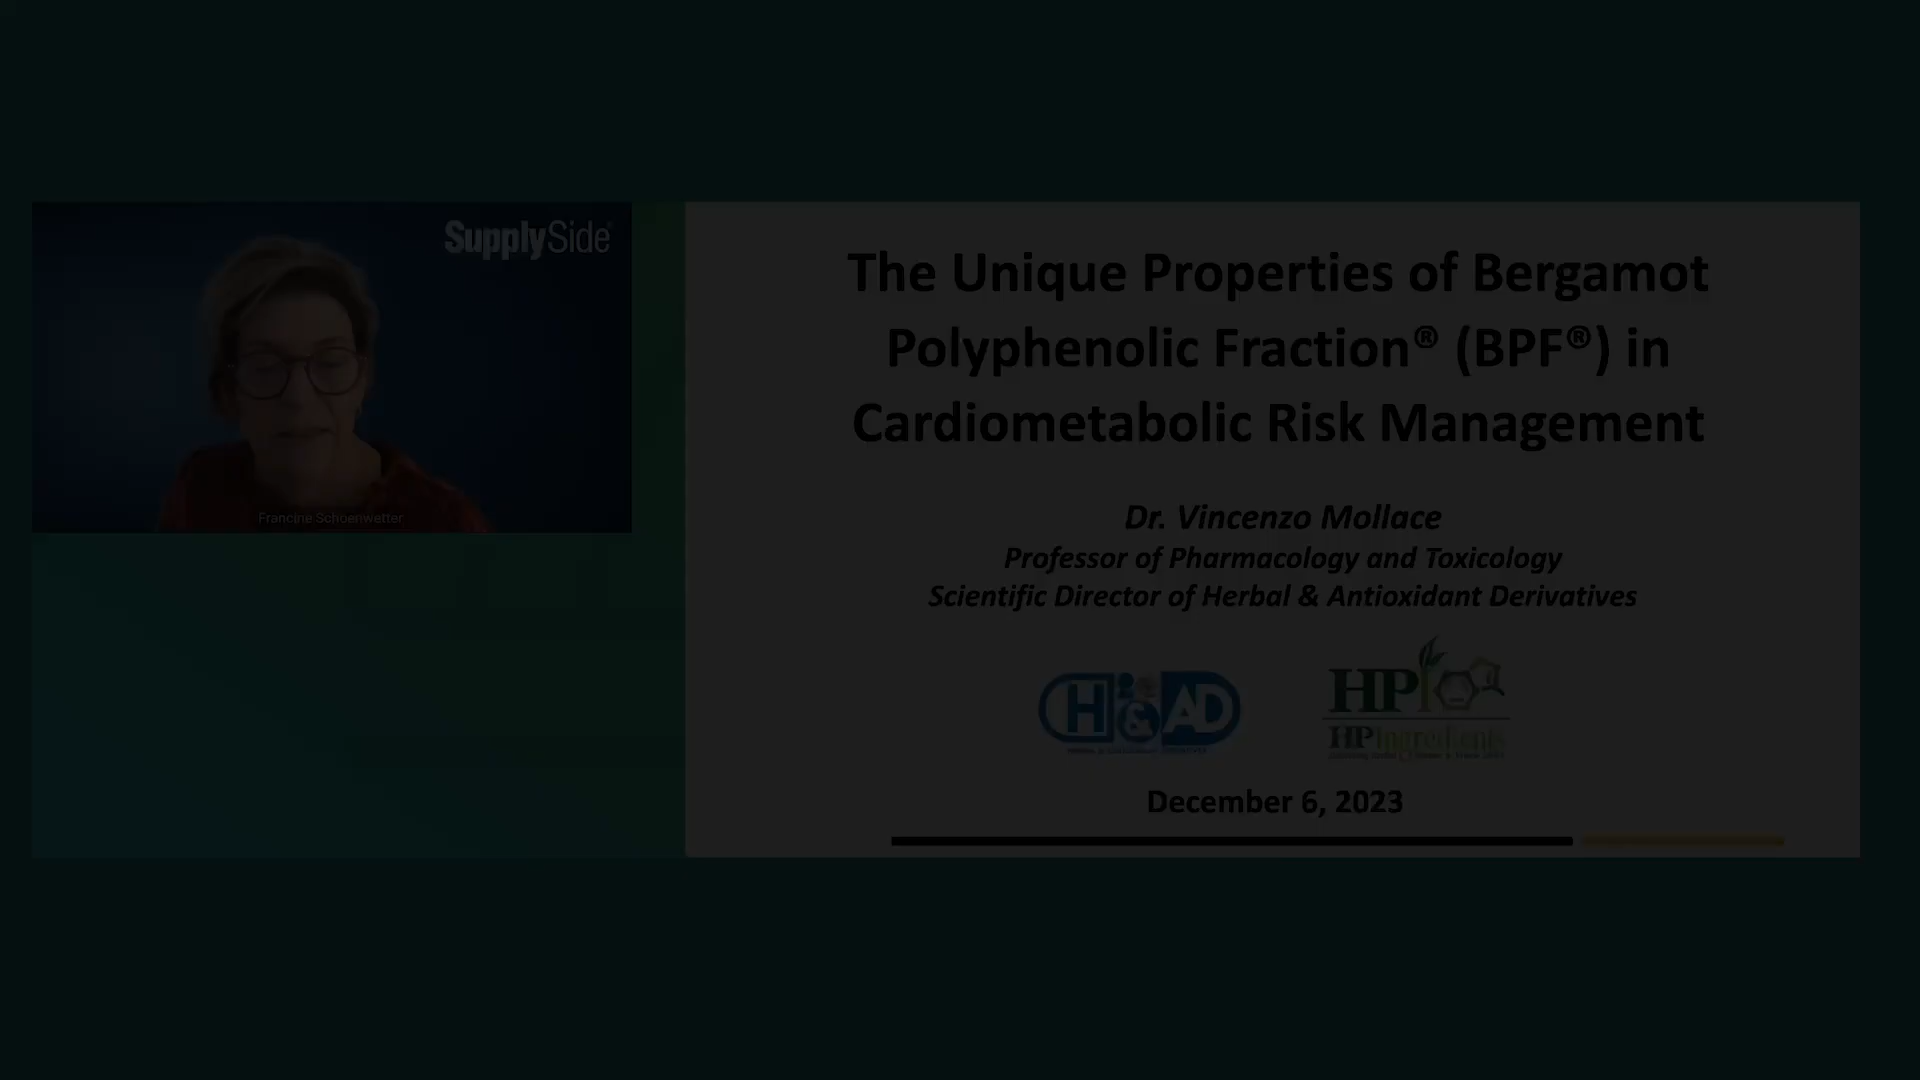 SupplySide
Francine Schoenwetter
The Unique Properties of Bergamot
Polyphenolic Fraction® (BPF®) in
Cardiometabolic Risk Management
Dr. Vincenzo Mollace
Professor of Pharmacology and Toxicology
Scientific Director of Herbal & Antioxidant Derivatives
H&AD
HP
HP Ingredients
December 6, 2023